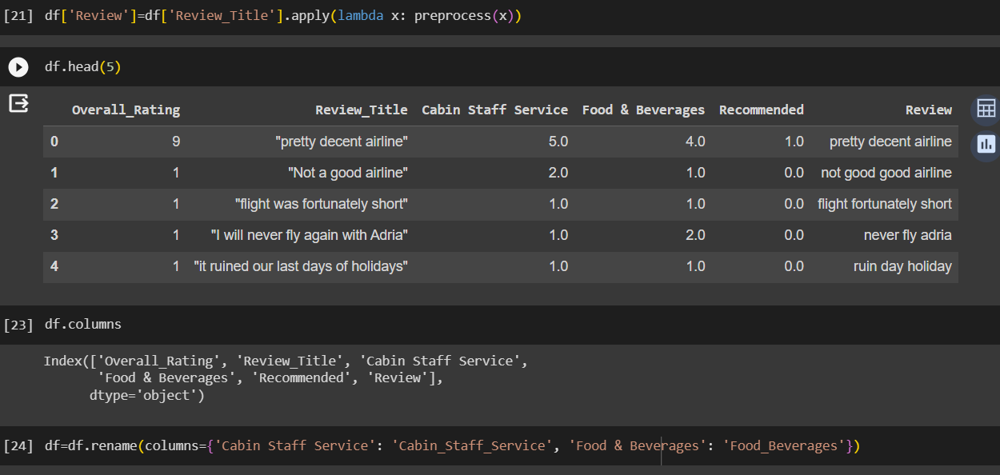 [21] df['Review']=df['Review_Title'].apply(lambda x: preprocess(x))
df.head(5)
Overall_Rating Review_Title Cabin Staff Service Food & Beverages Recommended Review
0 9 "pretty decent airline" 5.0 4.0 1.0 pretty decent airline
1 1 "Not a good airline" 2.0 1.0 0.0 not good good airline
2 1 "flight was fortunately short" 1.0 1.0 0.0 flight fortunately short
3 1 "I will never fly again with Adria" 1.0 2.0 0.0 never fly adria
4 1 "it ruined our last days of holidays" 1.0 1.0 0.0 ruin day holiday
[23] df.columns
Index(['Overall_Rating', 'Review_Title', 'Cabin Staff Service',
'Food & Beverages', 'Recommended', 'Review'],
dtype='object')
[24] df=df.rename(columns={'Cabin Staff Service': 'Cabin_Staff_Service', 'Food & Beverages': 'Food_Beverages'})